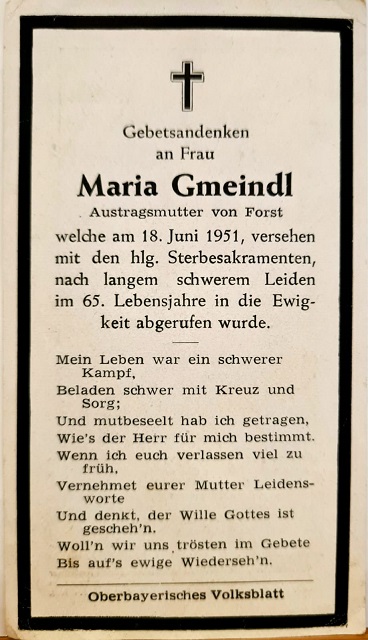 Gebetsandenken
an Frau
Maria Gmeindl
Austragsmutter von Forst
welche am 18. Juni 1951, versehen
mit den hlg. Sterbesakramenten,
nach langem schwerem Leiden
im 65. Lebensjahre in die Ewig-
keit abgerufen wurde.
Mein Leben war ein schwerer
Kampf,
Beladen schwer mit Kreuz und
Sorg;
Und mutbeseelt hab ich getragen,
Wie's der Herr für mich bestimmt.
Wenn ich euch verlassen viel zu
früh,
Vernehmet eurer Mutter Leidens-
worte
Und denkt, der Wille Gottes ist
gescheh'n.
Woll'n wir uns trösten im Gebete
Bis auf's ewige Wiederseh'n.
Oberbayerisches Volksblatt